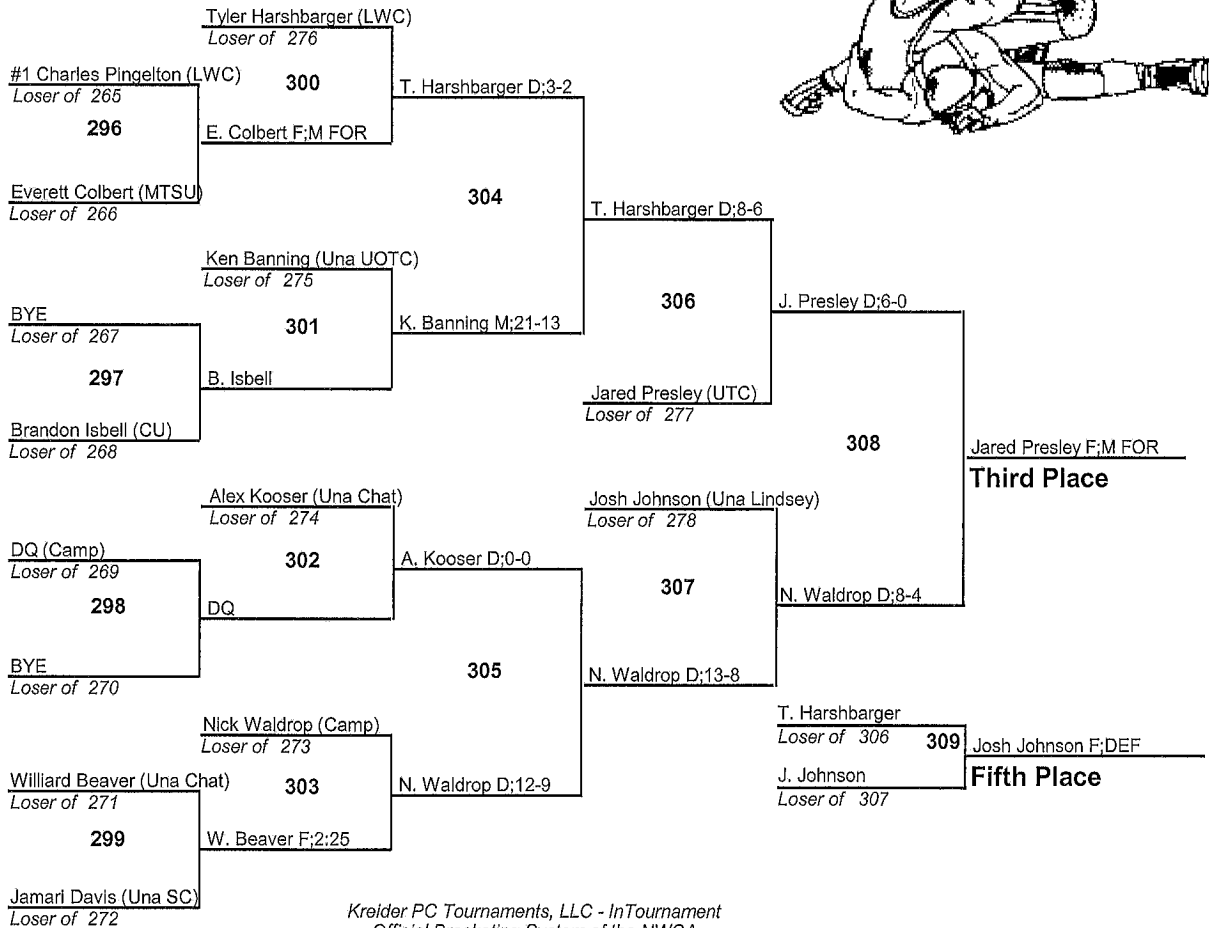 Tyler Harshbarger (LWC)
Loser of 276
#1 Charles Pingelton (LWC)
Loser of 265
300
T. Harshbarger D;3-2
296
E. Colbert F;M FOR
Everett Colbert (MTSU)
Loser of 266
304
T. Harshbarger D;8-6
Ken Banning (Una UOTC)
Loser of 275
BYE
Loser of 267
301
K. Banning M;21-13
306
J. Presley D;6-0
297
B. Isbell
Jared Presley (UTC)
Loser of 277
Brandon Isbell (CU)
Loser of 268
308
Jared Presley F;M FOR
Third Place
Alex Kooser (Una Chat)
Loser of 274
Josh Johnson (Una Lindsey)
Loser of 278
DQ (Camp)
Loser of 269
302
A. Kooser D;0-0
307
N. Waldrop D;8-4
298
DQ
BYE
Loser of 270
305
N. Waldrop D;13-8
Nick Waldrop (Camp)
Loser of 273
T. Harshbarger
Loser of 306
309
Josh Johnson F;DEF
Fifth Place
Williard Beaver (Una Chat)
Loser of 271
303
N. Waldrop D;12-9
J. Johnson
Loser of 307
299
W. Beaver F;2:25
Jamari Davis (Una SC)
Loser of 272
Kreider PC Tournaments, LLC - InTournament
Official Bracketing System of the NWCA